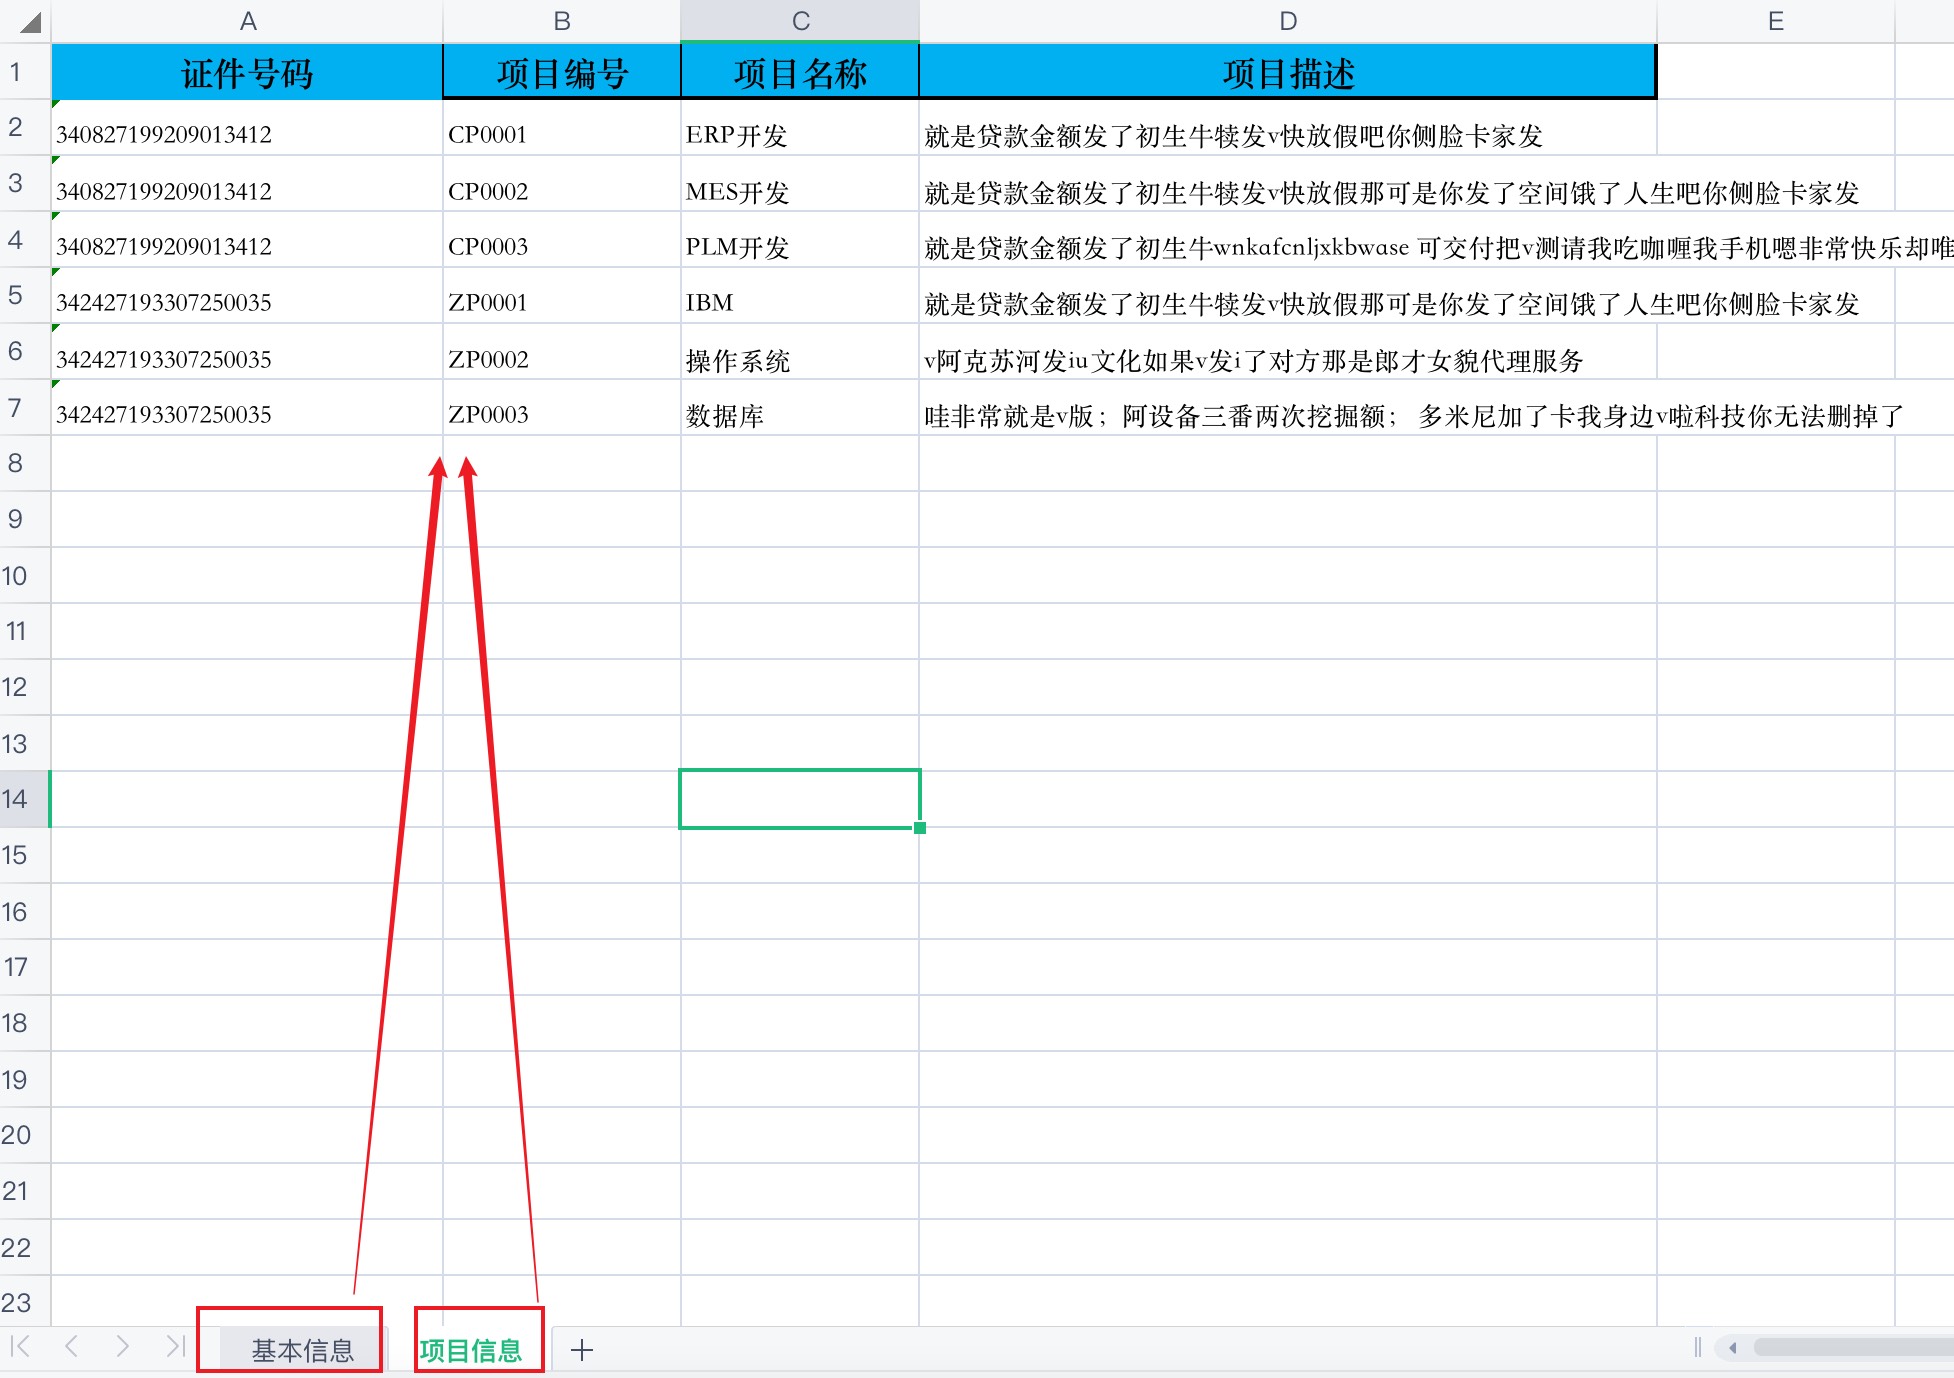 A B C D E
1 证件号码 项目编号 项目名称 项目描述
2 340827199209013412 CP0001 ERP开发 就是贷款金额发了初生牛犊发v快放假吧你侧脸卡家发
3 340827199209013412 CP0002 MES开发 就是贷款金额发了初生牛犊发v快放假那可是你发了空间饿了人生吧你侧脸卡家发
4 340827199209013412 CP0003 PLM开发 就是贷款金额发了初生牛wnkafcnljxkbwase 可交付把v测请我吃咖喱我手机嗯非常快乐却唯
5 342427193307250035 ZP0001 IBM 就是贷款金额发了初生牛犊发v快放假那可是你发了空间饿了人生吧你侧脸卡家发
6 342427193307250035 ZP0002 操作系统 v阿克苏河发iu文化如果v发i了对方那是郎才女貌代理服务
7 342427193307250035 ZP0003 数据库 哇非常就是v版；阿设备三番两次挖掘额； 多米尼加了卡我身边v啦科技你无法删掉了
8
9
10
11
12
13
14
15
16
17
18
19
20
21
22
23
基本信息 项目信息 +